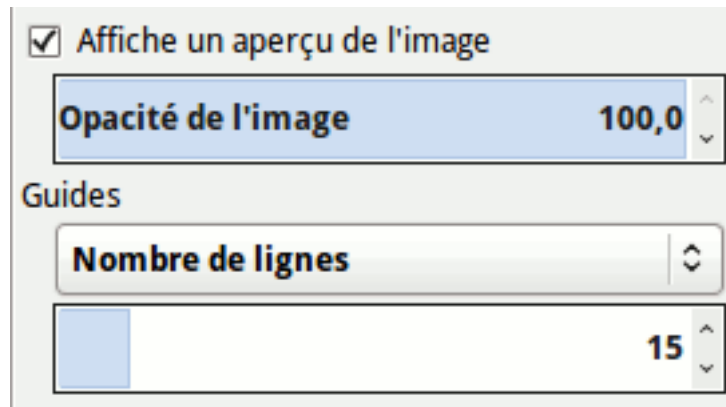 Affiche un aperçu de l'image
Opacité de l'image 100,0
Guides
Nombre de lignes
15